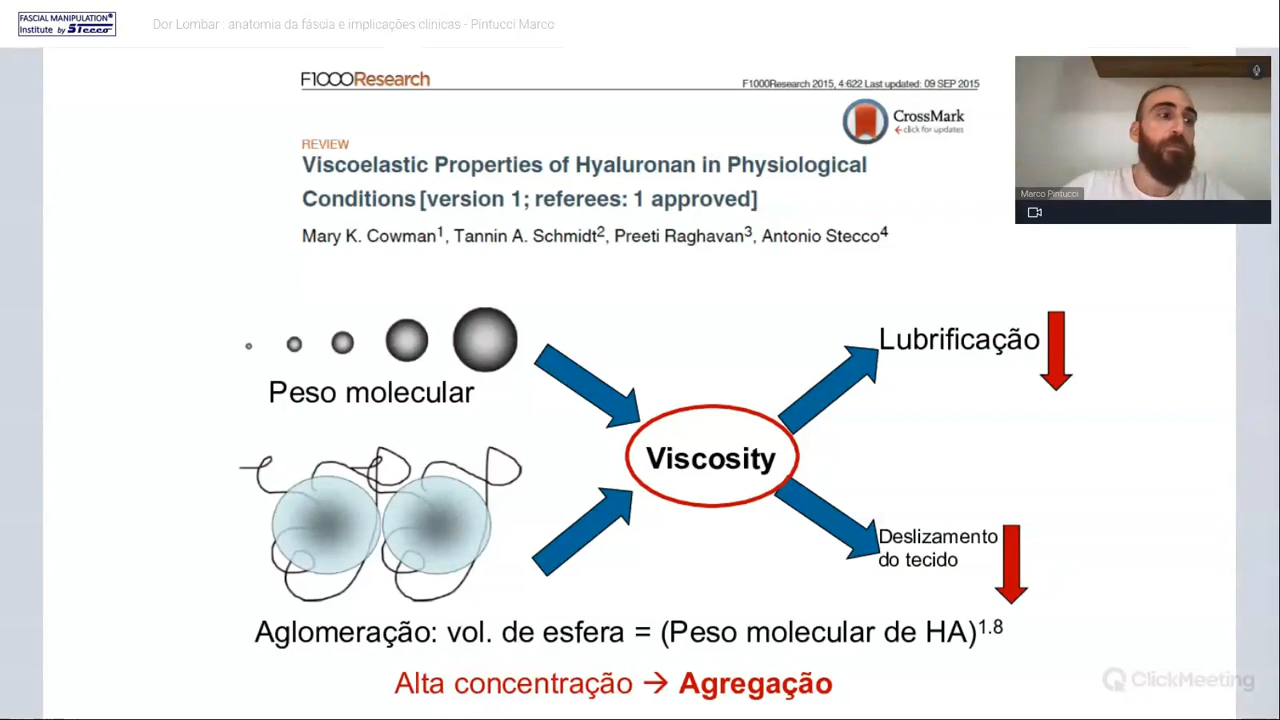 FASCIAL MANIPULATION®
Institute by Stecco
Dor Lombar : anatomia da fáscia e implicações clínicas - Pintucci Marco
F1000Research
F1000Research 2015, 4:622 Last updated: 09 SEP 2015
CrossMark
click for updates
REVIEW
Viscoelastic Properties of Hyaluronan in Physiological
Conditions [version 1; referees: 1 approved]
Mary K. Cowman1, Tannin A. Schmidt2, Preeti Raghavan3, Antonio Stecco4
Marco Pintucci
Lubrificação
Peso molecular
Viscosity
Deslizamento
do tecido
Aglomeração: vol. de esfera = (Peso molecular de HA)1.8
Alta concentração → Agregação
ClickMeeting